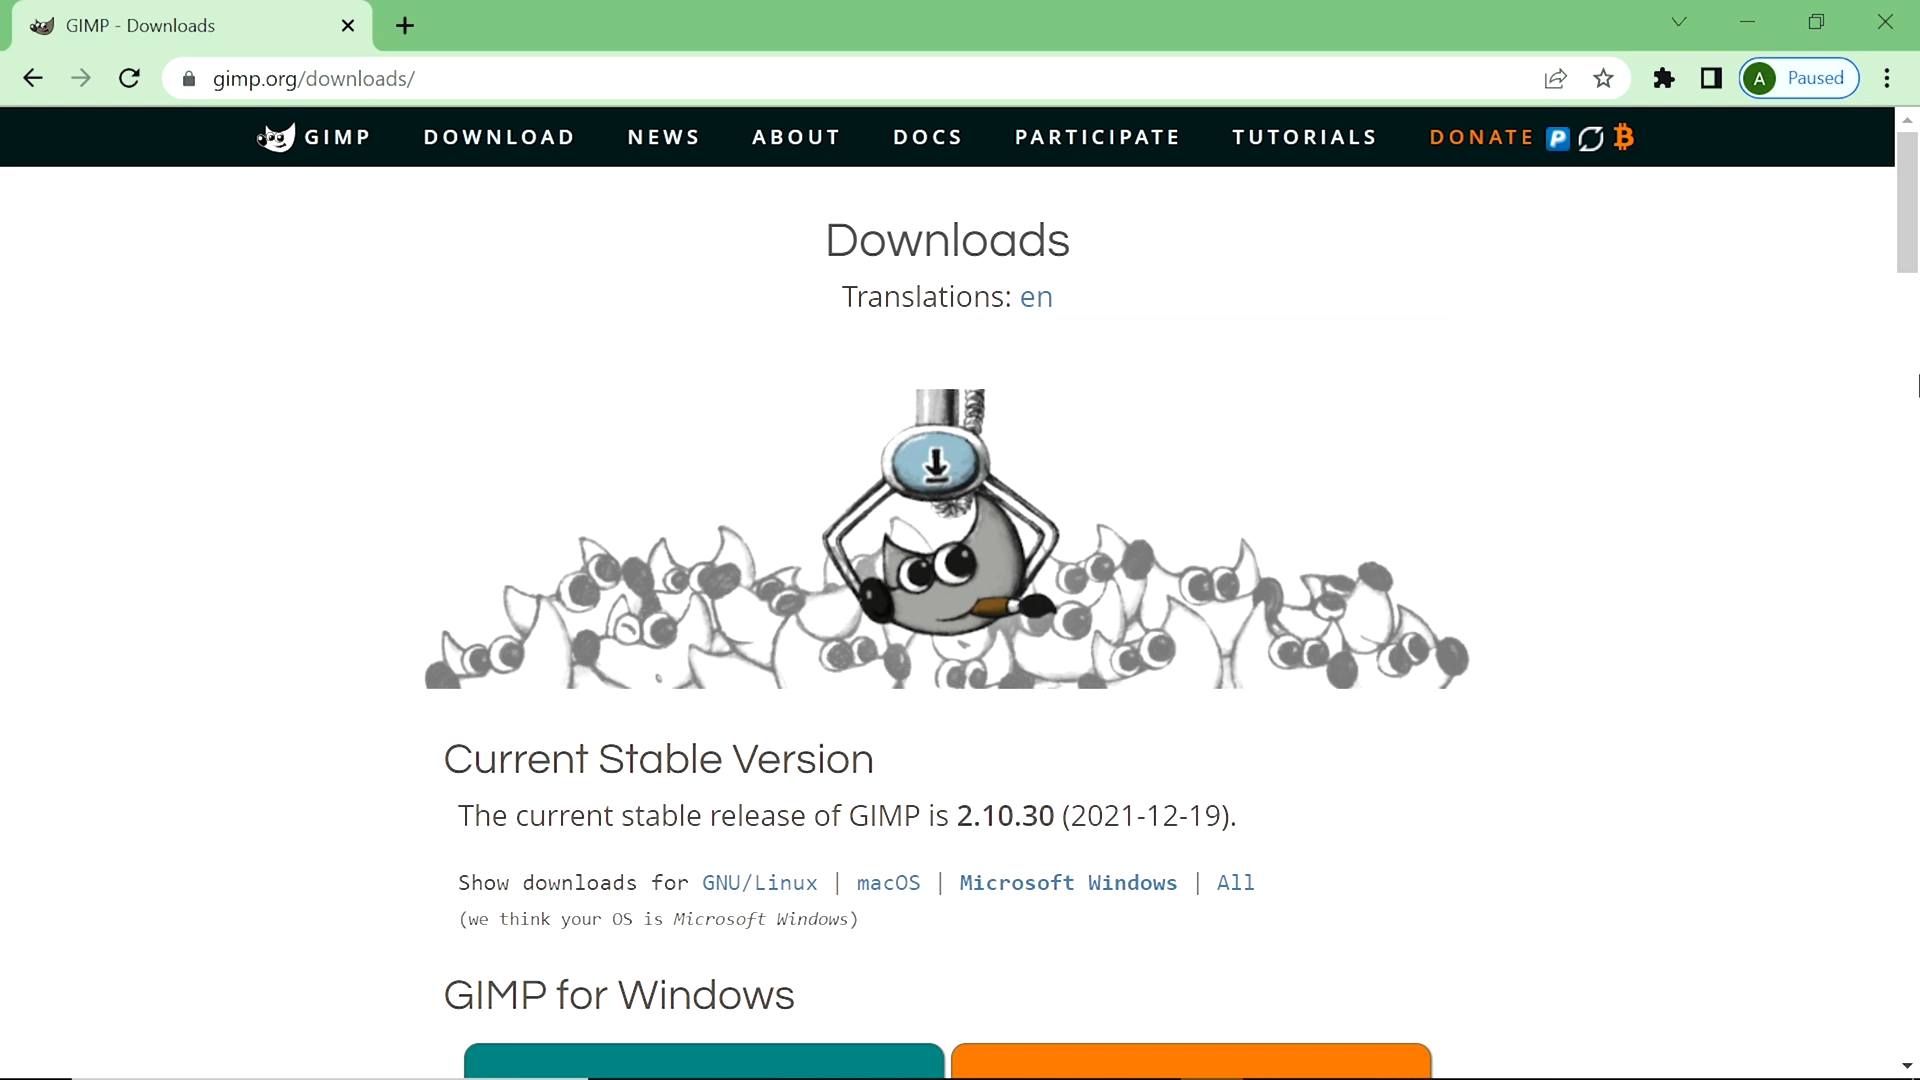 GIMP - Downloads
gimp.org/downloads/
A Paused
GIMP DOWNLOAD NEWS ABOUT DOCS PARTICIPATE TUTORIALS DONATE
Downloads
Translations: en
Current Stable Version
The current stable release of GIMP is 2.10.30 (2021-12-19).
Show downloads for GNU/Linux | macOS | Microsoft Windows | All
(we think your OS is Microsoft Windows)
GIMP for Windows